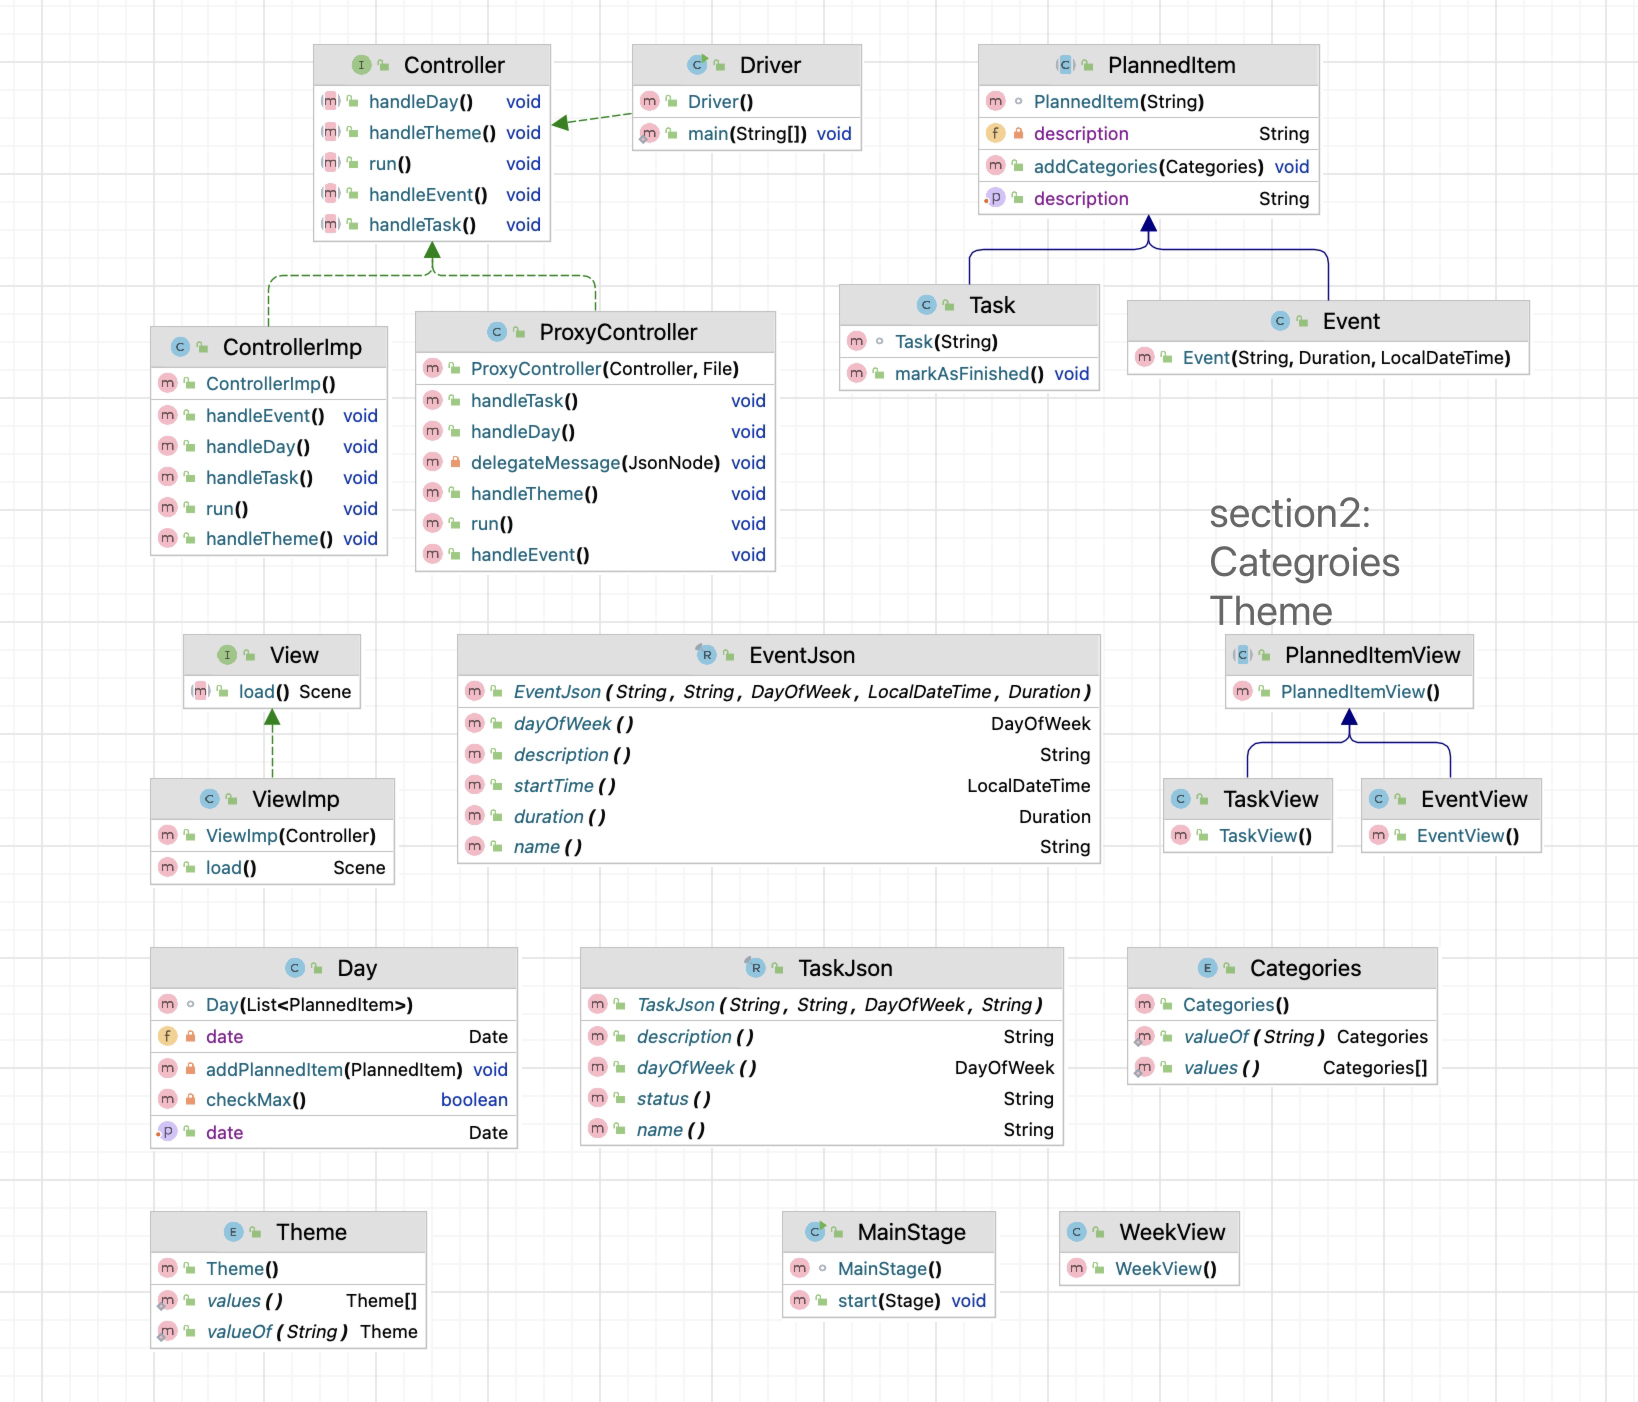 Controller
handleDay() void
handleTheme() void
run() void
handleEvent() void
handleTask() void
Driver
Driver()
main(String[]) void
PlannedItem
PlannedItem(String)
description String
addCategories(Categories) void
description String
ControllerImp
ControllerImp()
handleEvent() void
handleDay() void
handleTask() void
run() void
handleTheme() void
ProxyController
ProxyController(Controller, File)
handleTask() void
handleDay() void
delegateMessage(JsonNode) void
handleTheme() void
run() void
handleEvent() void
Task
Task(String)
markAsFinished() void
Event
Event(String, Duration, LocalDateTime)
section2:
Categroies
Theme
View
load() Scene
ViewImp
ViewImp(Controller)
load() Scene
EventJson
EventJson(String, String, DayOfWeek, LocalDateTime, Duration)
dayOfWeek() DayOfWeek
description() String
startTime() LocalDateTime
duration() Duration
name() String
PlannedItemView
PlannedItemView()
TaskView
TaskView()
EventView
EventView()
Day
Day(List<PlannedItem>)
date Date
addPlannedItem(PlannedItem) void
checkMax() boolean
date Date
TaskJson
TaskJson(String, String, DayOfWeek, String)
description() String
dayOfWeek() DayOfWeek
status() String
name() String
Categories
Categories()
valueOf(String) Categories
values() Categories[]
Theme
Theme()
values() Theme[]
valueOf(String) Theme
MainStage
MainStage()
start(Stage) void
WeekView
WeekView()